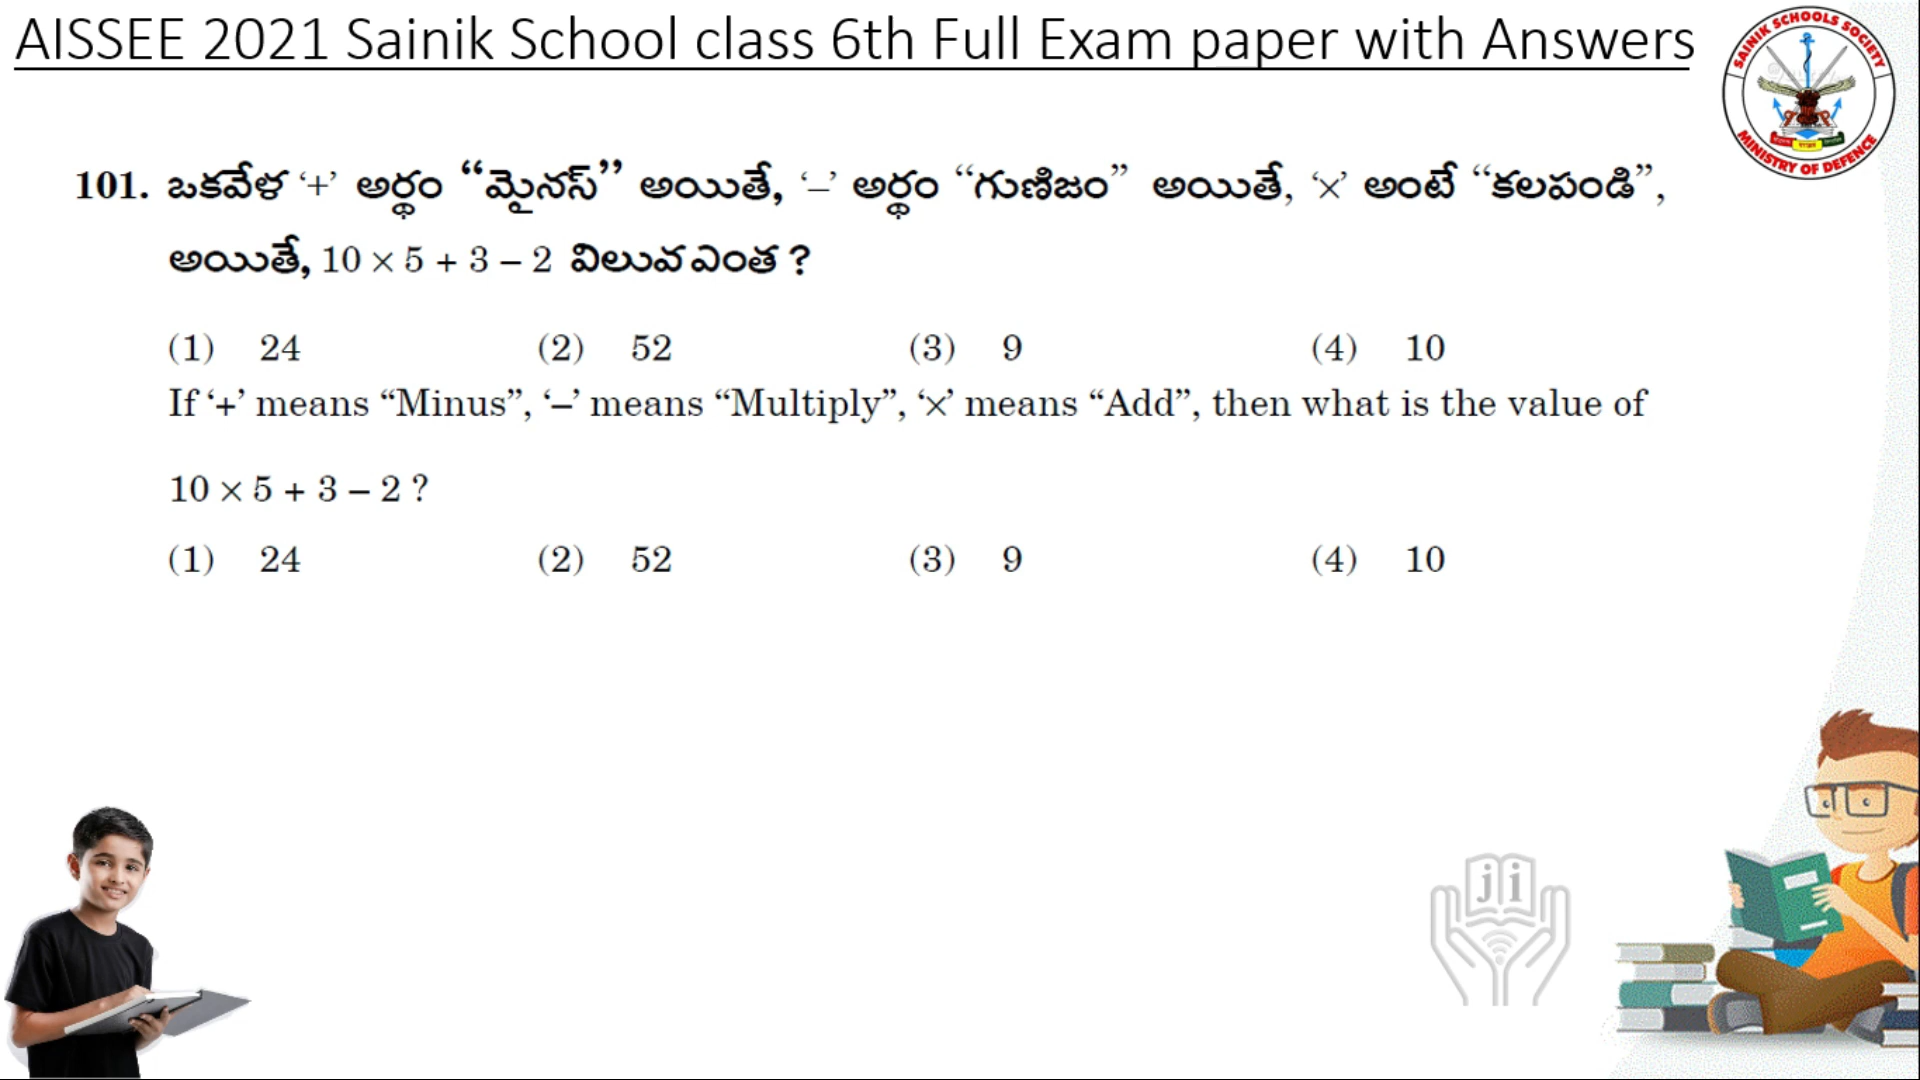 AISSEE 2021 Sainik School class 6th Full Exam paper with Answers
SAINIK SCHOOLS SOCIETY
MINISTRY OF DEFENCE
101. ఒకవేళ ‘+’ అర్థం “మైనస్” అయితే, ‘–’ అర్థం “గుణిజం” అయితే, ‘×’ అంటే “కలపండి”,
అయితే, 10 × 5 + 3 – 2 విలువ ఎంత ?
(1) 24 (2) 52 (3) 9 (4) 10
If ‘+’ means “Minus”, ‘–’ means “Multiply”, ‘×’ means “Add”, then what is the value of
10 × 5 + 3 – 2 ?
(1) 24 (2) 52 (3) 9 (4) 10
ji